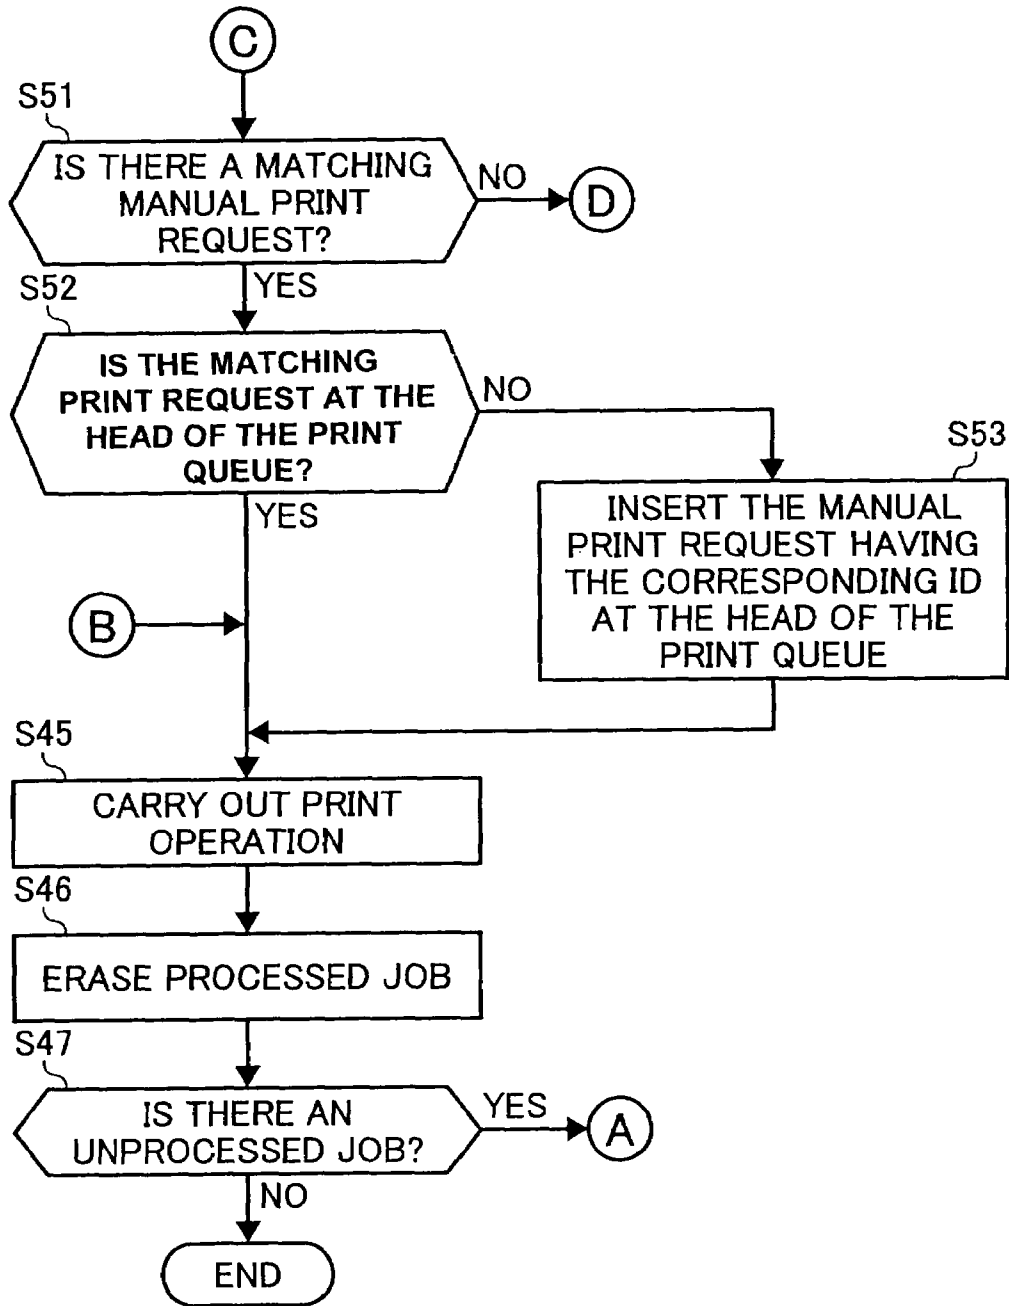 C
S51
IS THERE A MATCHING
MANUAL PRINT
REQUEST?
NO
D
YES
S52
IS THE MATCHING
PRINT REQUEST AT THE
HEAD OF THE PRINT
QUEUE?
NO
YES
S53
INSERT THE MANUAL
PRINT REQUEST HAVING
THE CORRESPONDING ID
AT THE HEAD OF THE
PRINT QUEUE
B
S45
CARRY OUT PRINT
OPERATION
S46
ERASE PROCESSED JOB
S47
IS THERE AN
UNPROCESSED JOB?
YES
A
NO
END